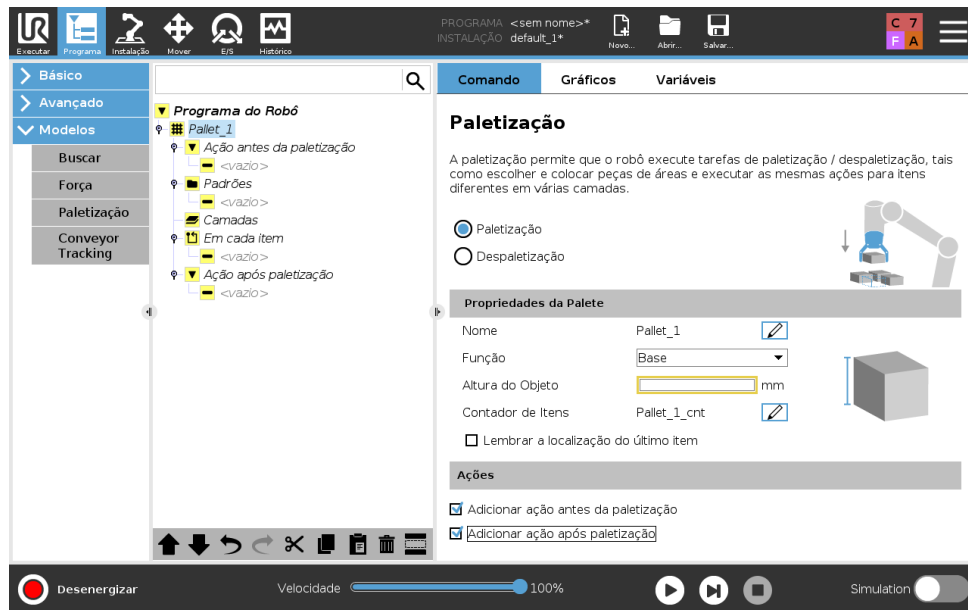 UR
Executar
Programa
Instalação
Mover
E/S
Histórico
PROGRAMA <sem nome>*
INSTALAÇÃO default_1*
Novo...
Abrir...
Salvar...
C 7
F A
Básico
Avançado
Modelos
Buscar
Força
Paletização
Conveyor
Tracking
Programa do Robô
Pallet_1
Ação antes da paletização
<vazio>
Padrões
<vazio>
Camadas
Em cada item
<vazio>
Ação após paletização
<vazio>
Comando
Gráficos
Variáveis
Paletização
A paletização permite que o robô execute tarefas de paletização / despaletização, tais
como escolher e colocar peças de áreas e executar as mesmas ações para itens
diferentes em várias camadas.
Paletização
Despaletização
Propriedades da Palete
Nome Pallet_1
Função Base
Altura do Objeto mm
Contador de Itens Pallet_1_cnt
Lembrar a localização do último item
Ações
Adicionar ação antes da paletização
Adicionar ação após paletização
Desenergizar
Velocidade 100%
Simulation